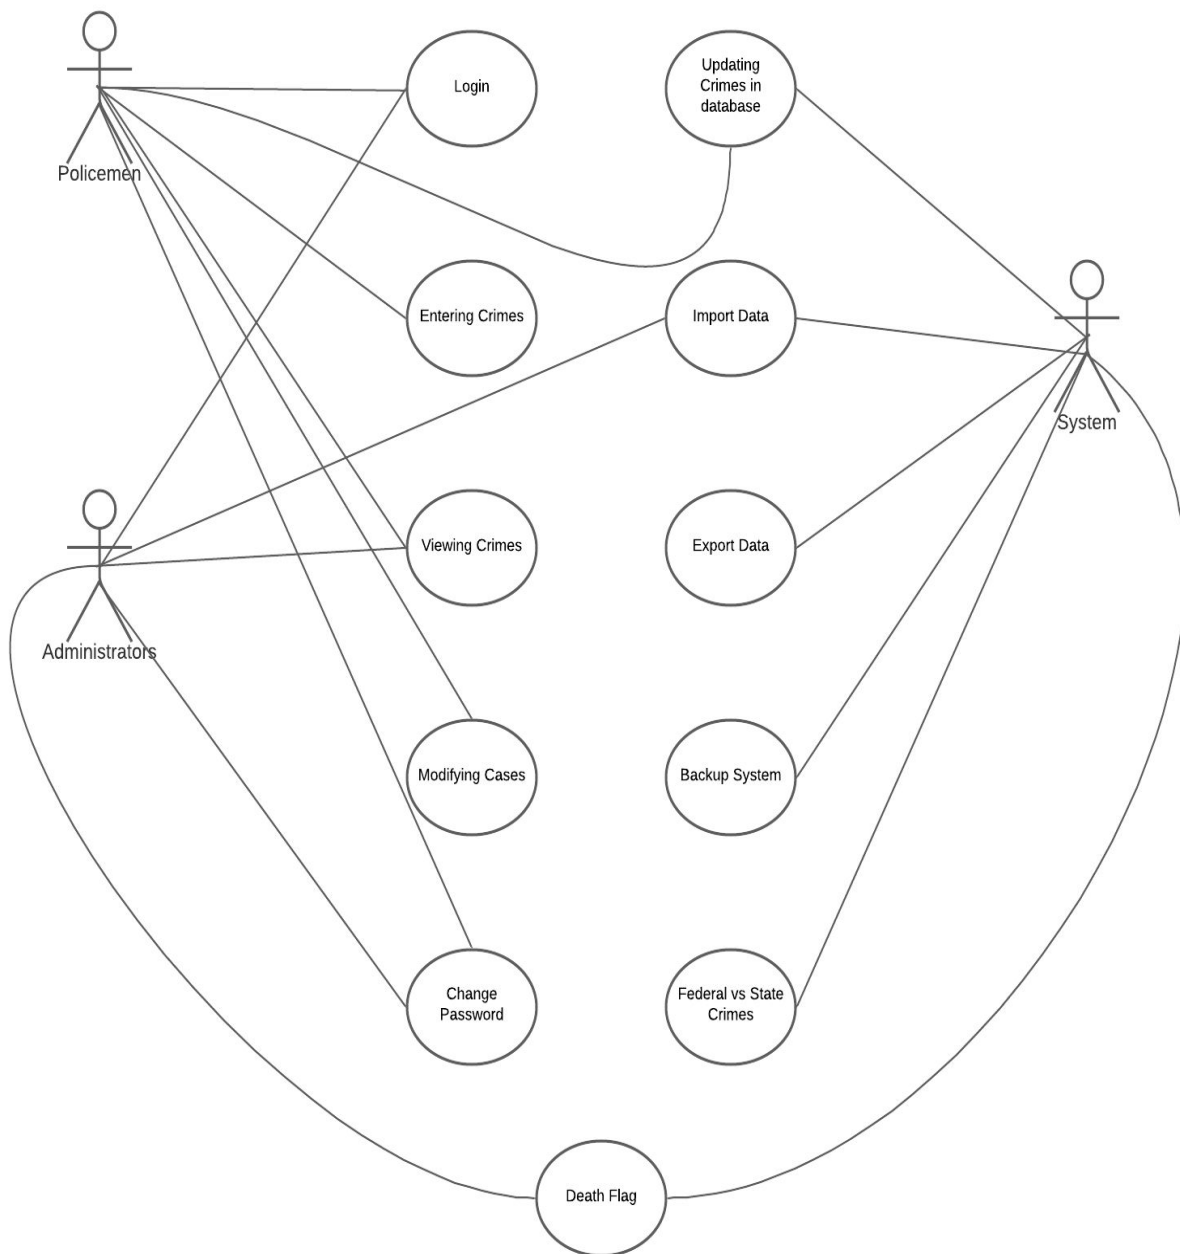 Login
Updating
Crimes in
database
Policemen
Entering Crimes
Import Data
System
Viewing Crimes
Export Data
Administrators
Modifying Cases
Backup System
Change
Password
Federal vs State
Crimes
Death Flag